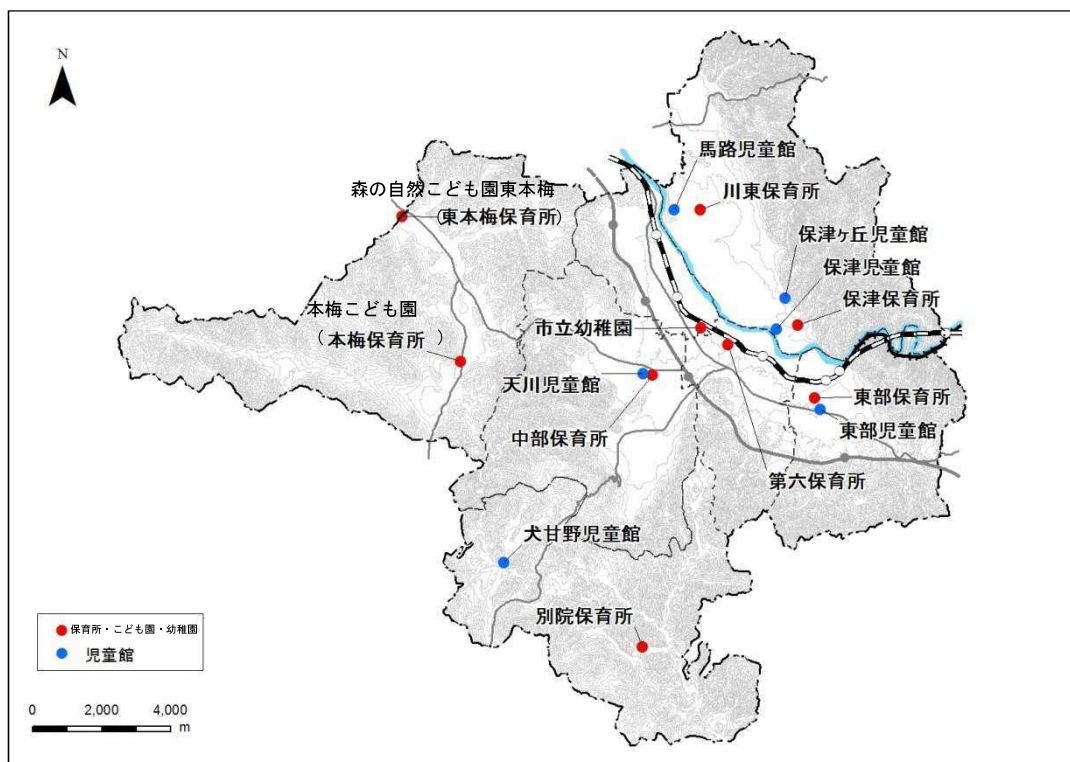 N
馬路児童館
川東保育所
森の自然こども園東本梅
(東本梅保育所)
保津ヶ丘児童館
保津児童館
保津保育所
本梅こども園
(本梅保育所 )
市立幼稚園
天川児童館
東部保育所
東部児童館
中部保育所
第六保育所
犬甘野児童館
別院保育所
保育所・こども園・幼稚園
児童館
0 2,000 4,000
m